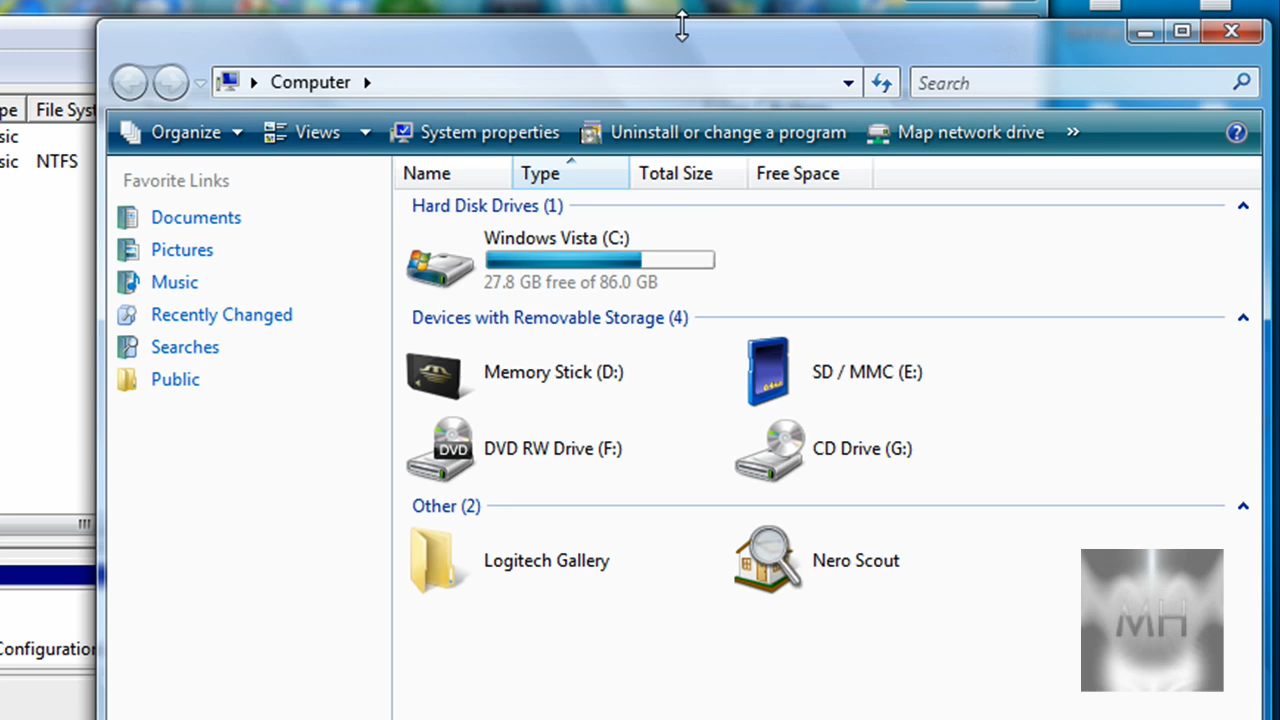 Computer
Search
pe File Syst
sic
sic NTFS
Organize Views System properties Uninstall or change a program Map network drive »
Favorite Links
Documents
Pictures
Music
Recently Changed
Searches
Public
Name Type Total Size Free Space
Hard Disk Drives (1)
Windows Vista (C:)
27.8 GB free of 86.0 GB
Devices with Removable Storage (4)
Memory Stick (D:)
SD / MMC (E:)
DVD RW Drive (F:)
CD Drive (G:)
Other (2)
Logitech Gallery
Nero Scout
Configuration
DVD
MH